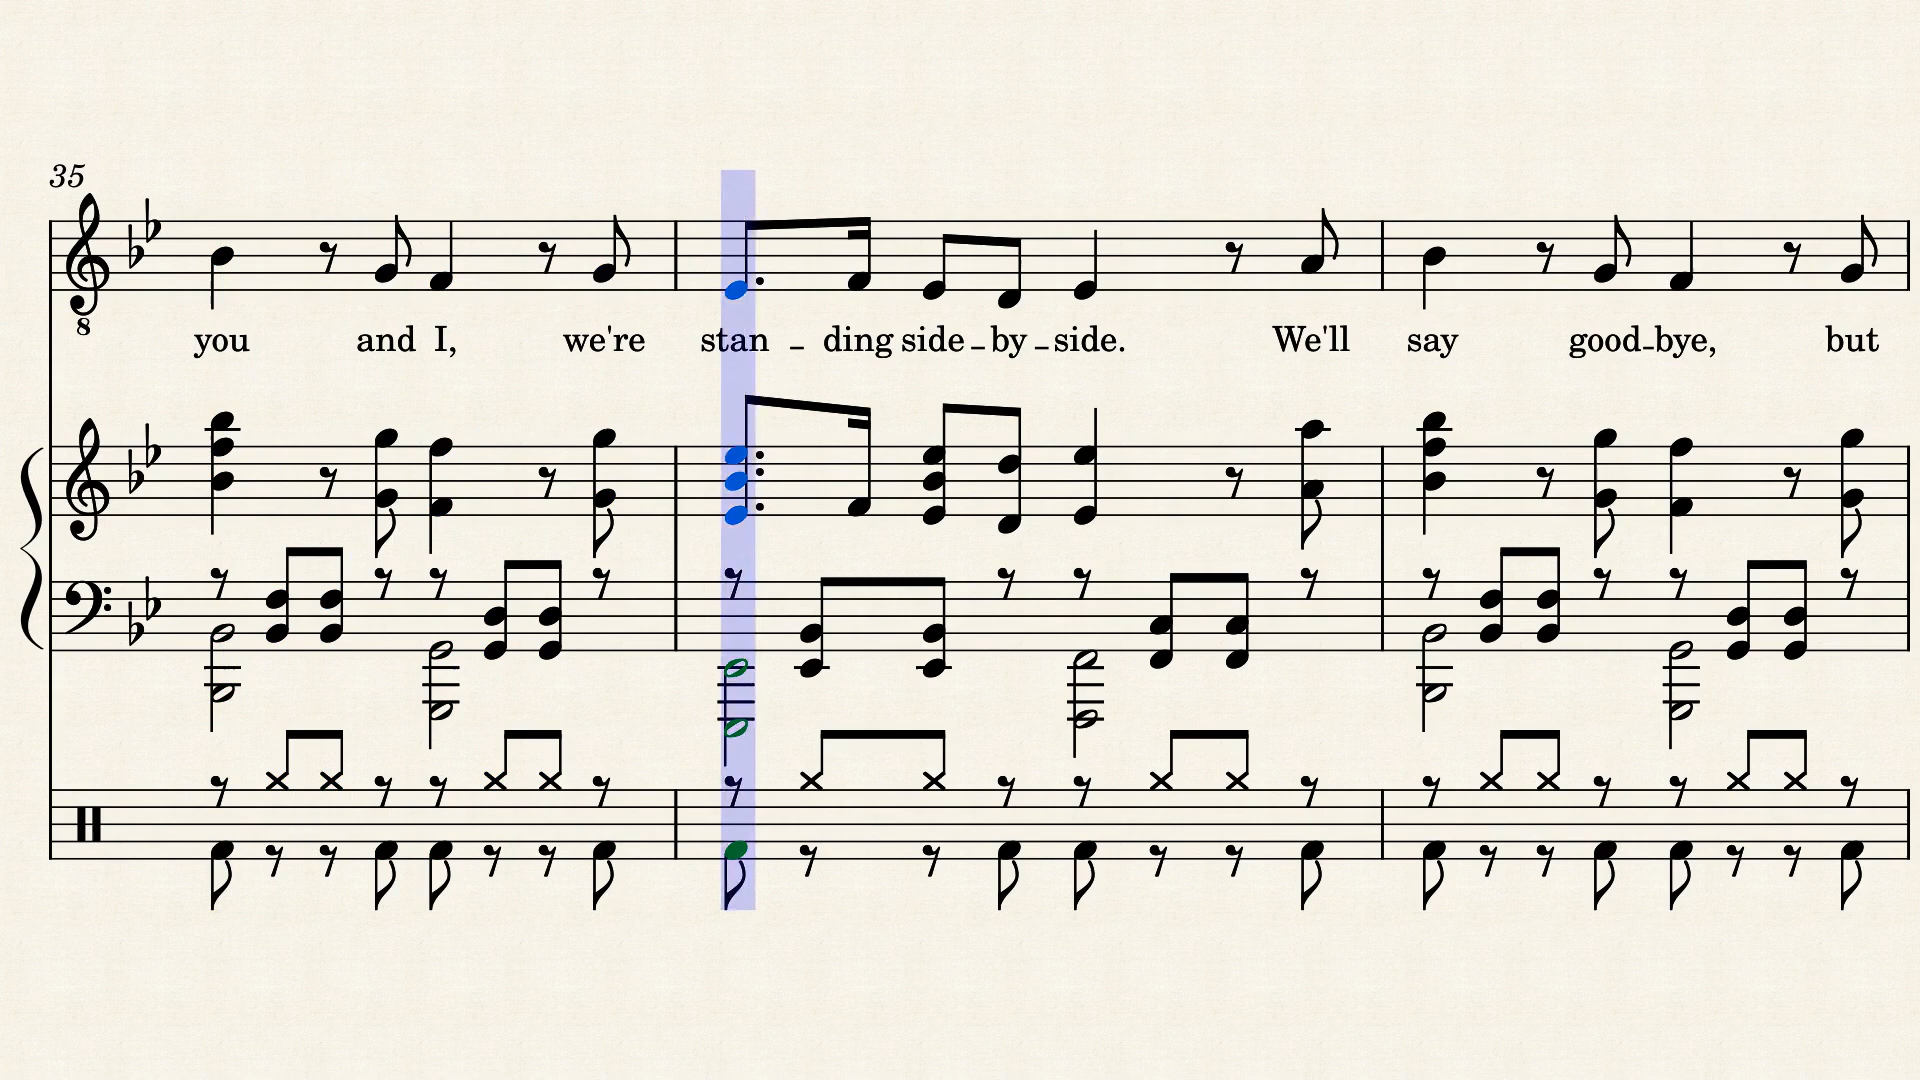 35
8
you and I, we're stan - ding side - by - side. We'll say good-bye, but